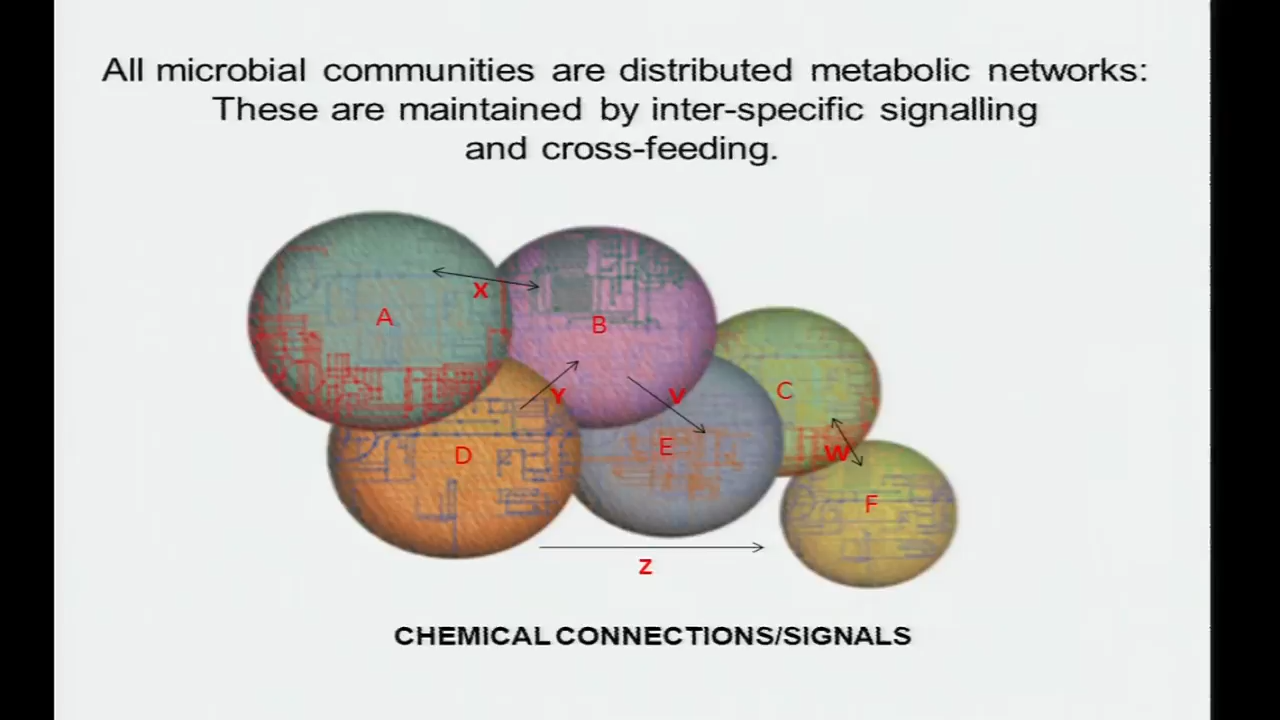 All microbial communities are distributed metabolic networks:
These are maintained by inter-specific signalling
and cross-feeding.
A
X
B
C
Y
V
D
E
W
F
Z
CHEMICAL CONNECTIONS/SIGNALS